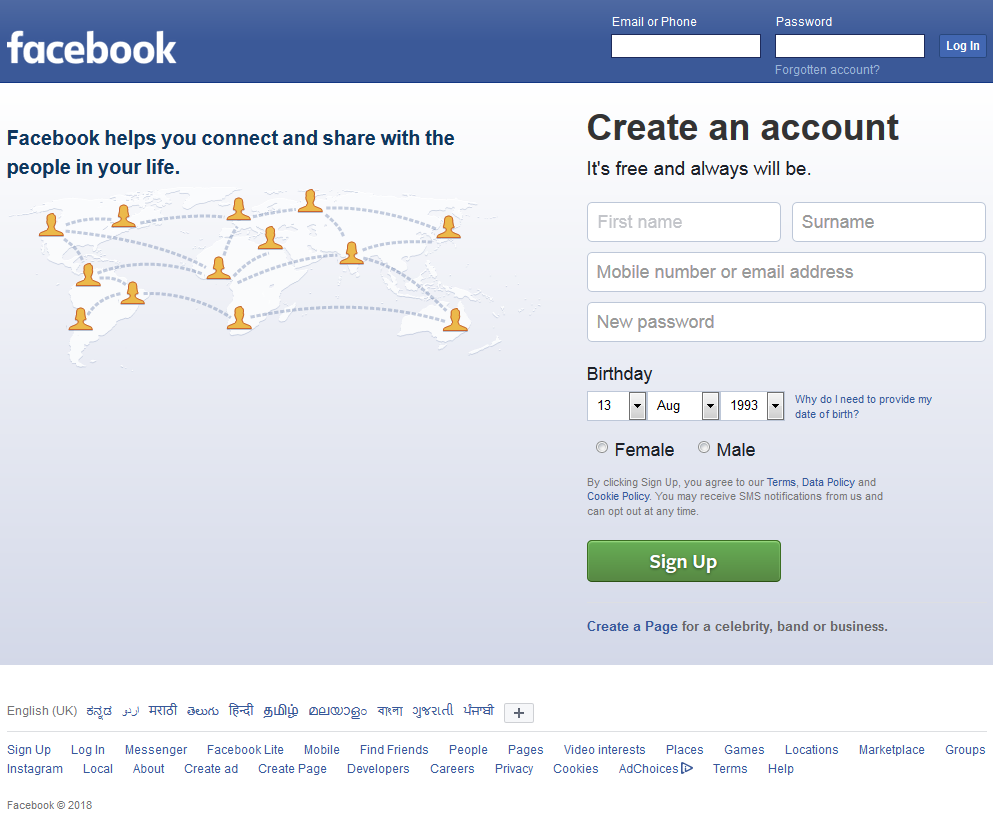 facebook
Email or Phone
Password
Log In
Forgotten account?
Facebook helps you connect and share with the
people in your life.
Create an account
It's free and always will be.
First name
Surname
Mobile number or email address
New password
Birthday
13 Aug 1993
Why do I need to provide my
date of birth?
Female Male
By clicking Sign Up, you agree to our Terms, Data Policy and
Cookie Policy. You may receive SMS notifications from us and
can opt out at any time.
Sign Up
Create a Page for a celebrity, band or business.
English (UK) ಕನ್ನಡ اردو मराठी తెలుగు हिन्दी தமிழ் മലയാളം বাংলা ગુજરાતી ਪੰਜਾਬੀ +
Sign Up Log In Messenger Facebook Lite Mobile Find Friends People Pages Video interests Places Games Locations Marketplace Groups
Instagram Local About Create ad Create Page Developers Careers Privacy Cookies AdChoices Terms Help
Facebook © 2018